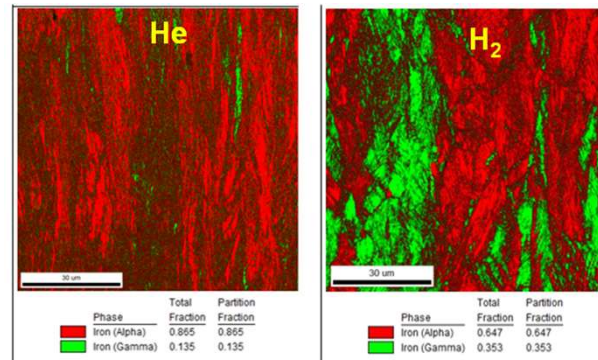 He
H2
30 um
30 um
Total Partition
Phase Fraction Fraction
Iron (Alpha) 0.865 0.865
Iron (Gamma) 0.135 0.135
Total Partition
Phase Fraction Fraction
Iron (Alpha) 0.647 0.647
Iron (Gamma) 0.353 0.353